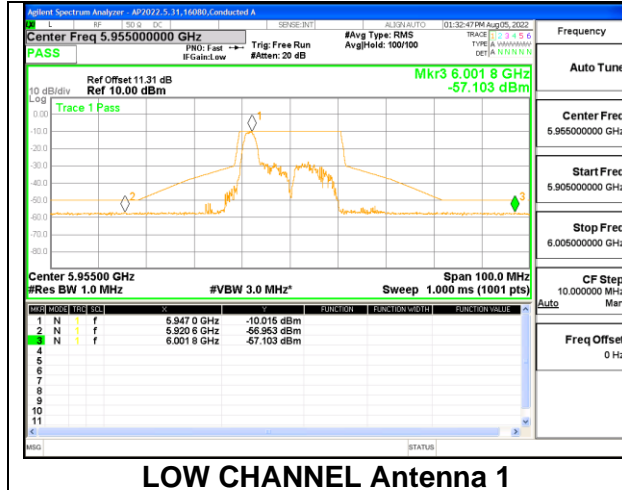 Agilent Spectrum Analyzer - AP2022.5.31,16080,Conducted A
L RF 50 Ω DC SENSE:INT ALIGNAUTO 01:32:47 PM Aug 05, 2022
Center Freq 5.955000000 GHz
PASS
PNO: Fast
IFGain:Low
Trig: Free Run
#Atten: 20 dB
#Avg Type: RMS
Avg|Hold: 100/100
TRACE 1 2 3 4 5 6
TYPE A WWWWW
DET A N N N N N
Ref Offset 11.31 dB
Ref 10.00 dBm
10 dB/div
Log
Mkr3 6.001 8 GHz
-57.103 dBm
Trace 1 Pass
0.00
-10.0
-20.0
-30.0
-40.0
-50.0
-60.0
-70.0
-80.0
1
2
3
Center 5.95500 GHz
Span 100.0 MHz
#Res BW 1.0 MHz
#VBW 3.0 MHz*
Sweep 1.000 ms (1001 pts)
MKR MODE TRC SCL X Y FUNCTION FUNCTION WIDTH FUNCTION VALUE
1 N 1 f 5.947 0 GHz -10.015 dBm
2 N 1 f 5.920 6 GHz -56.953 dBm
3 N 1 f 6.001 8 GHz -57.103 dBm
4
5
6
7
8
9
10
11
MSG STATUS
Frequency
Auto Tune
Center Freq
5.955000000 GHz
Start Freq
5.905000000 GHz
Stop Freq
6.005000000 GHz
CF Step
10.000000 MHz
Auto Man
Freq Offset
0 Hz
LOW CHANNEL Antenna 1